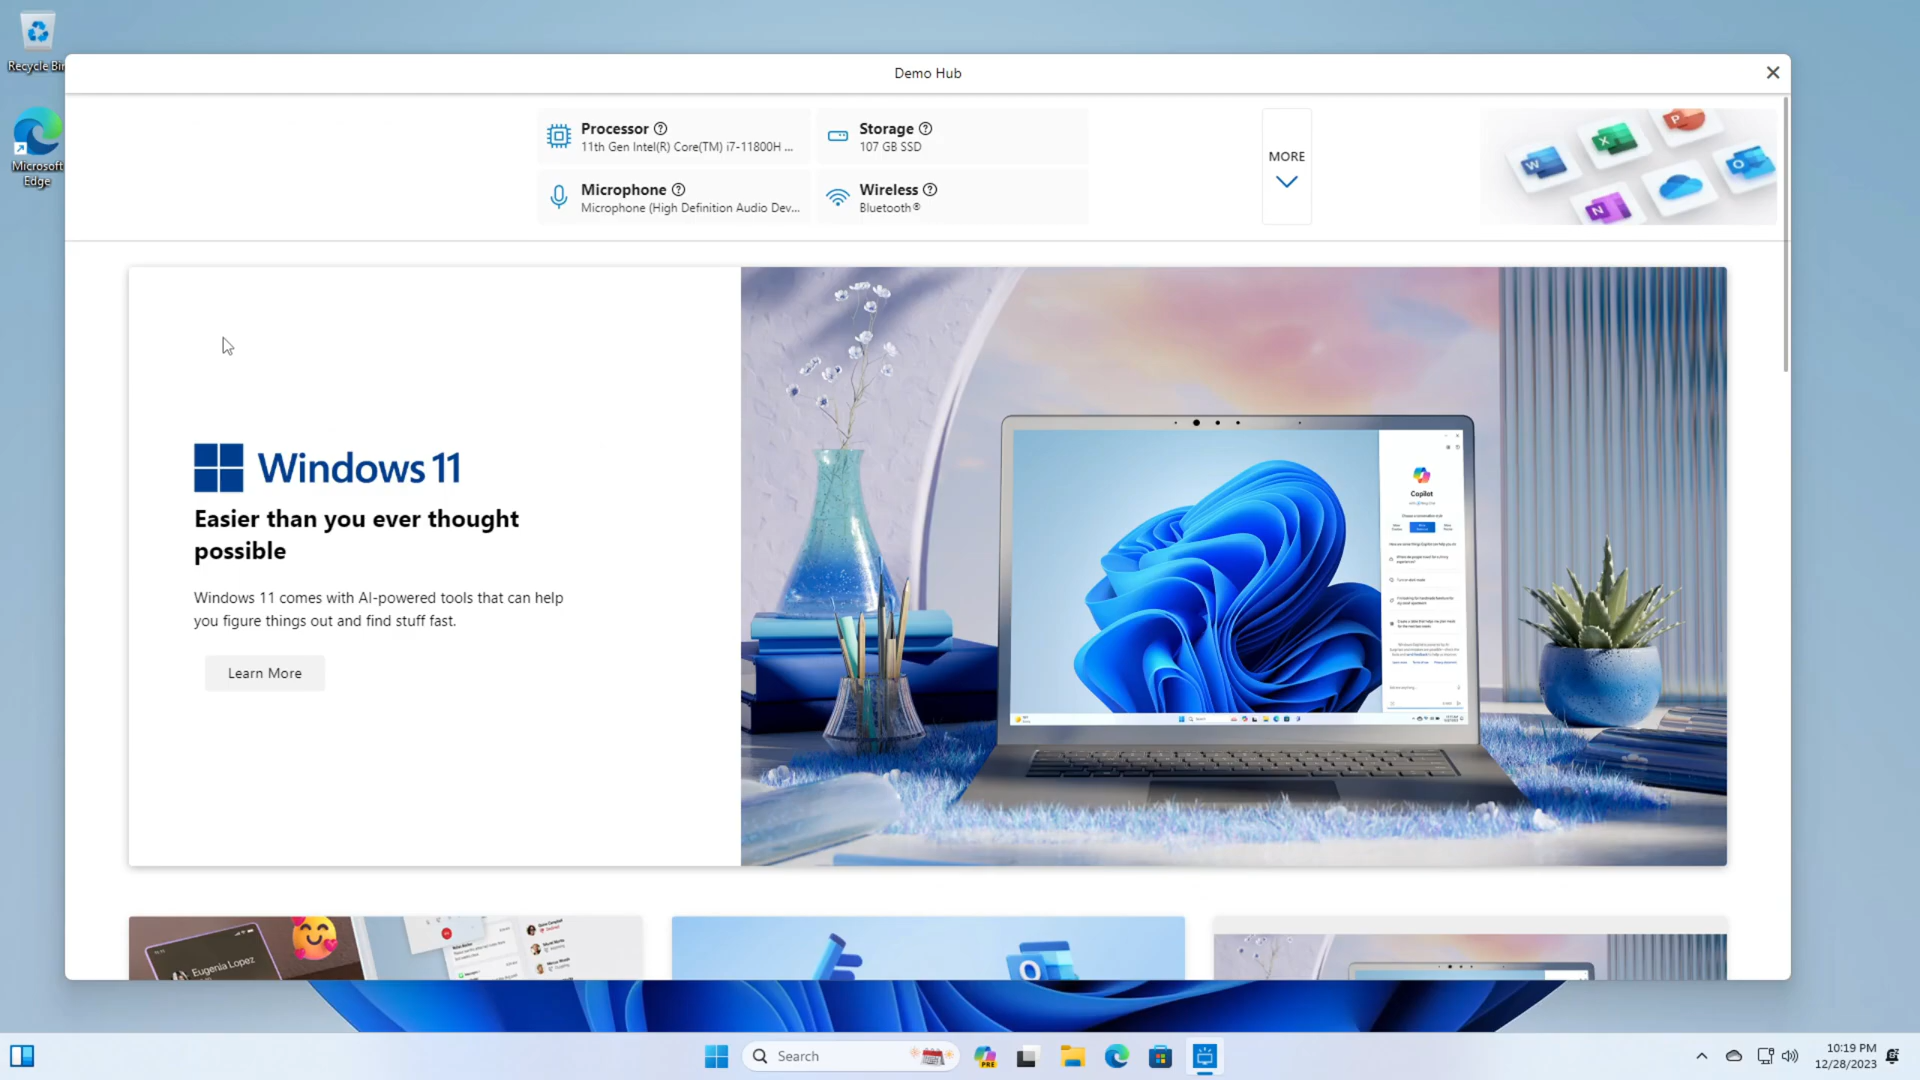 Recycle Bin
Microsoft
Edge
Demo Hub
Processor
11th Gen Intel(R) Core(TM) i7-11800H ...
Storage
107 GB SSD
Microphone
Microphone (High Definition Audio Dev...
Wireless
Bluetooth®
MORE
Windows 11
Easier than you ever thought
possible
Windows 11 comes with AI-powered tools that can help
you figure things out and find stuff fast.
Learn More
Copilot
Eugenia Lopez
Search
PRE
10:19 PM
12/28/2023